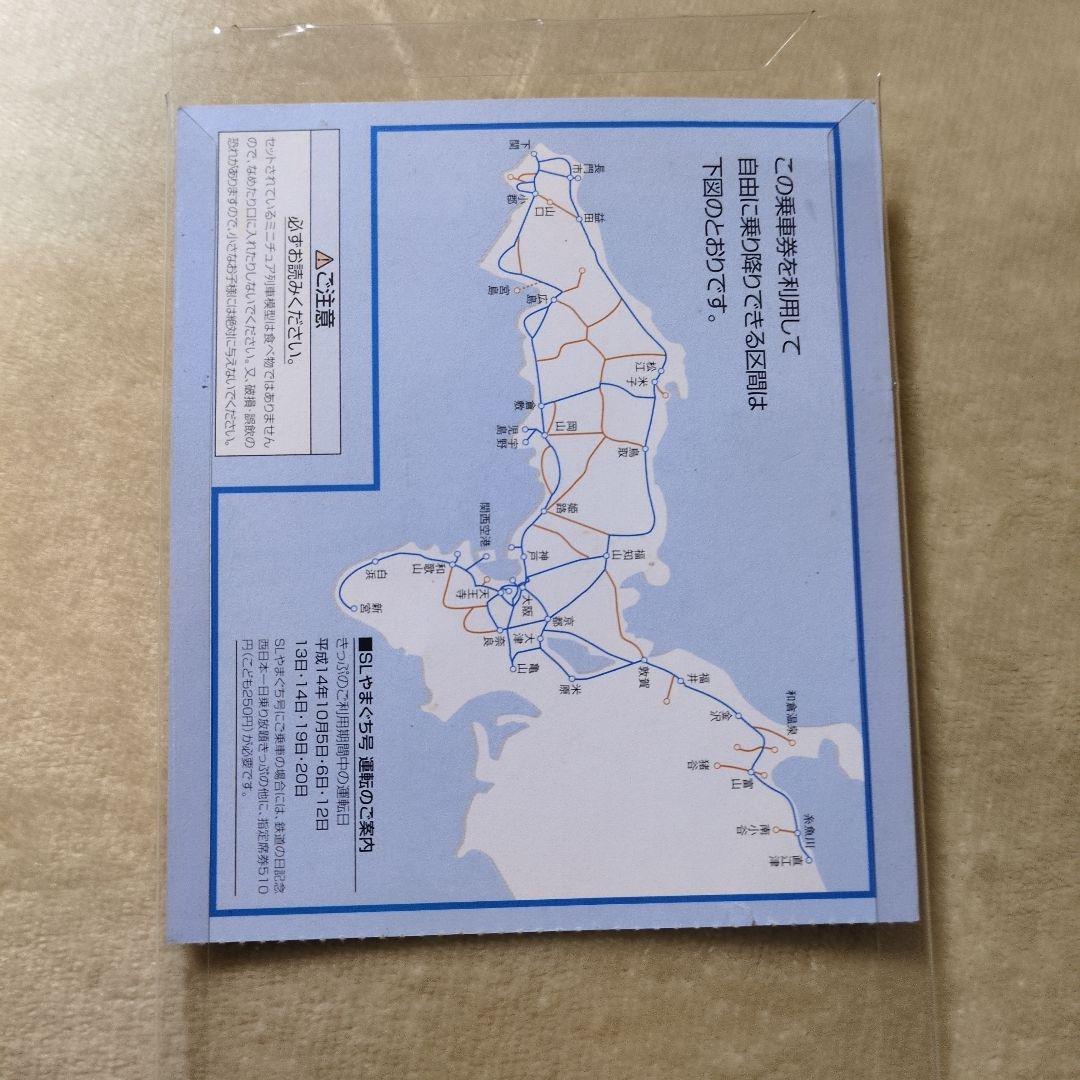 この乗車券を利用して
自由に乗り降りできる区間は
下図のとおりです。
下関
長門市
小郡
山口
益田
宮島
広島
松江
米子
倉敷
岡山
児島
宇野
鳥取
姫路
関西空港
神戸
福知山
和歌山
白浜
新宮
天王寺
大阪
京都
奈良
大津
亀山
米原
敦賀
福井
金沢
和倉温泉
猪谷
富山
南小谷
糸魚川
直江津
⚠ご注意
必ずお読みください。
セットされているミニチュア列車模型は食べ物ではありません
ので、なめたり口に入れたりしないでください。又、破損・誤飲の
恐れがありますので、小さなお子様には絶対に与えないでください。
■SLやまぐち号 運転のご案内
きっぷのご利用期間中の運転日
平成14年10月5日・6日・12日
13日・14日・19日・20日
SLやまぐち号にご乗車の場合には、鉄道の日記念
西日本一日乗り放題きっぷの他に、指定席券510
円(こども250円)が必要です。